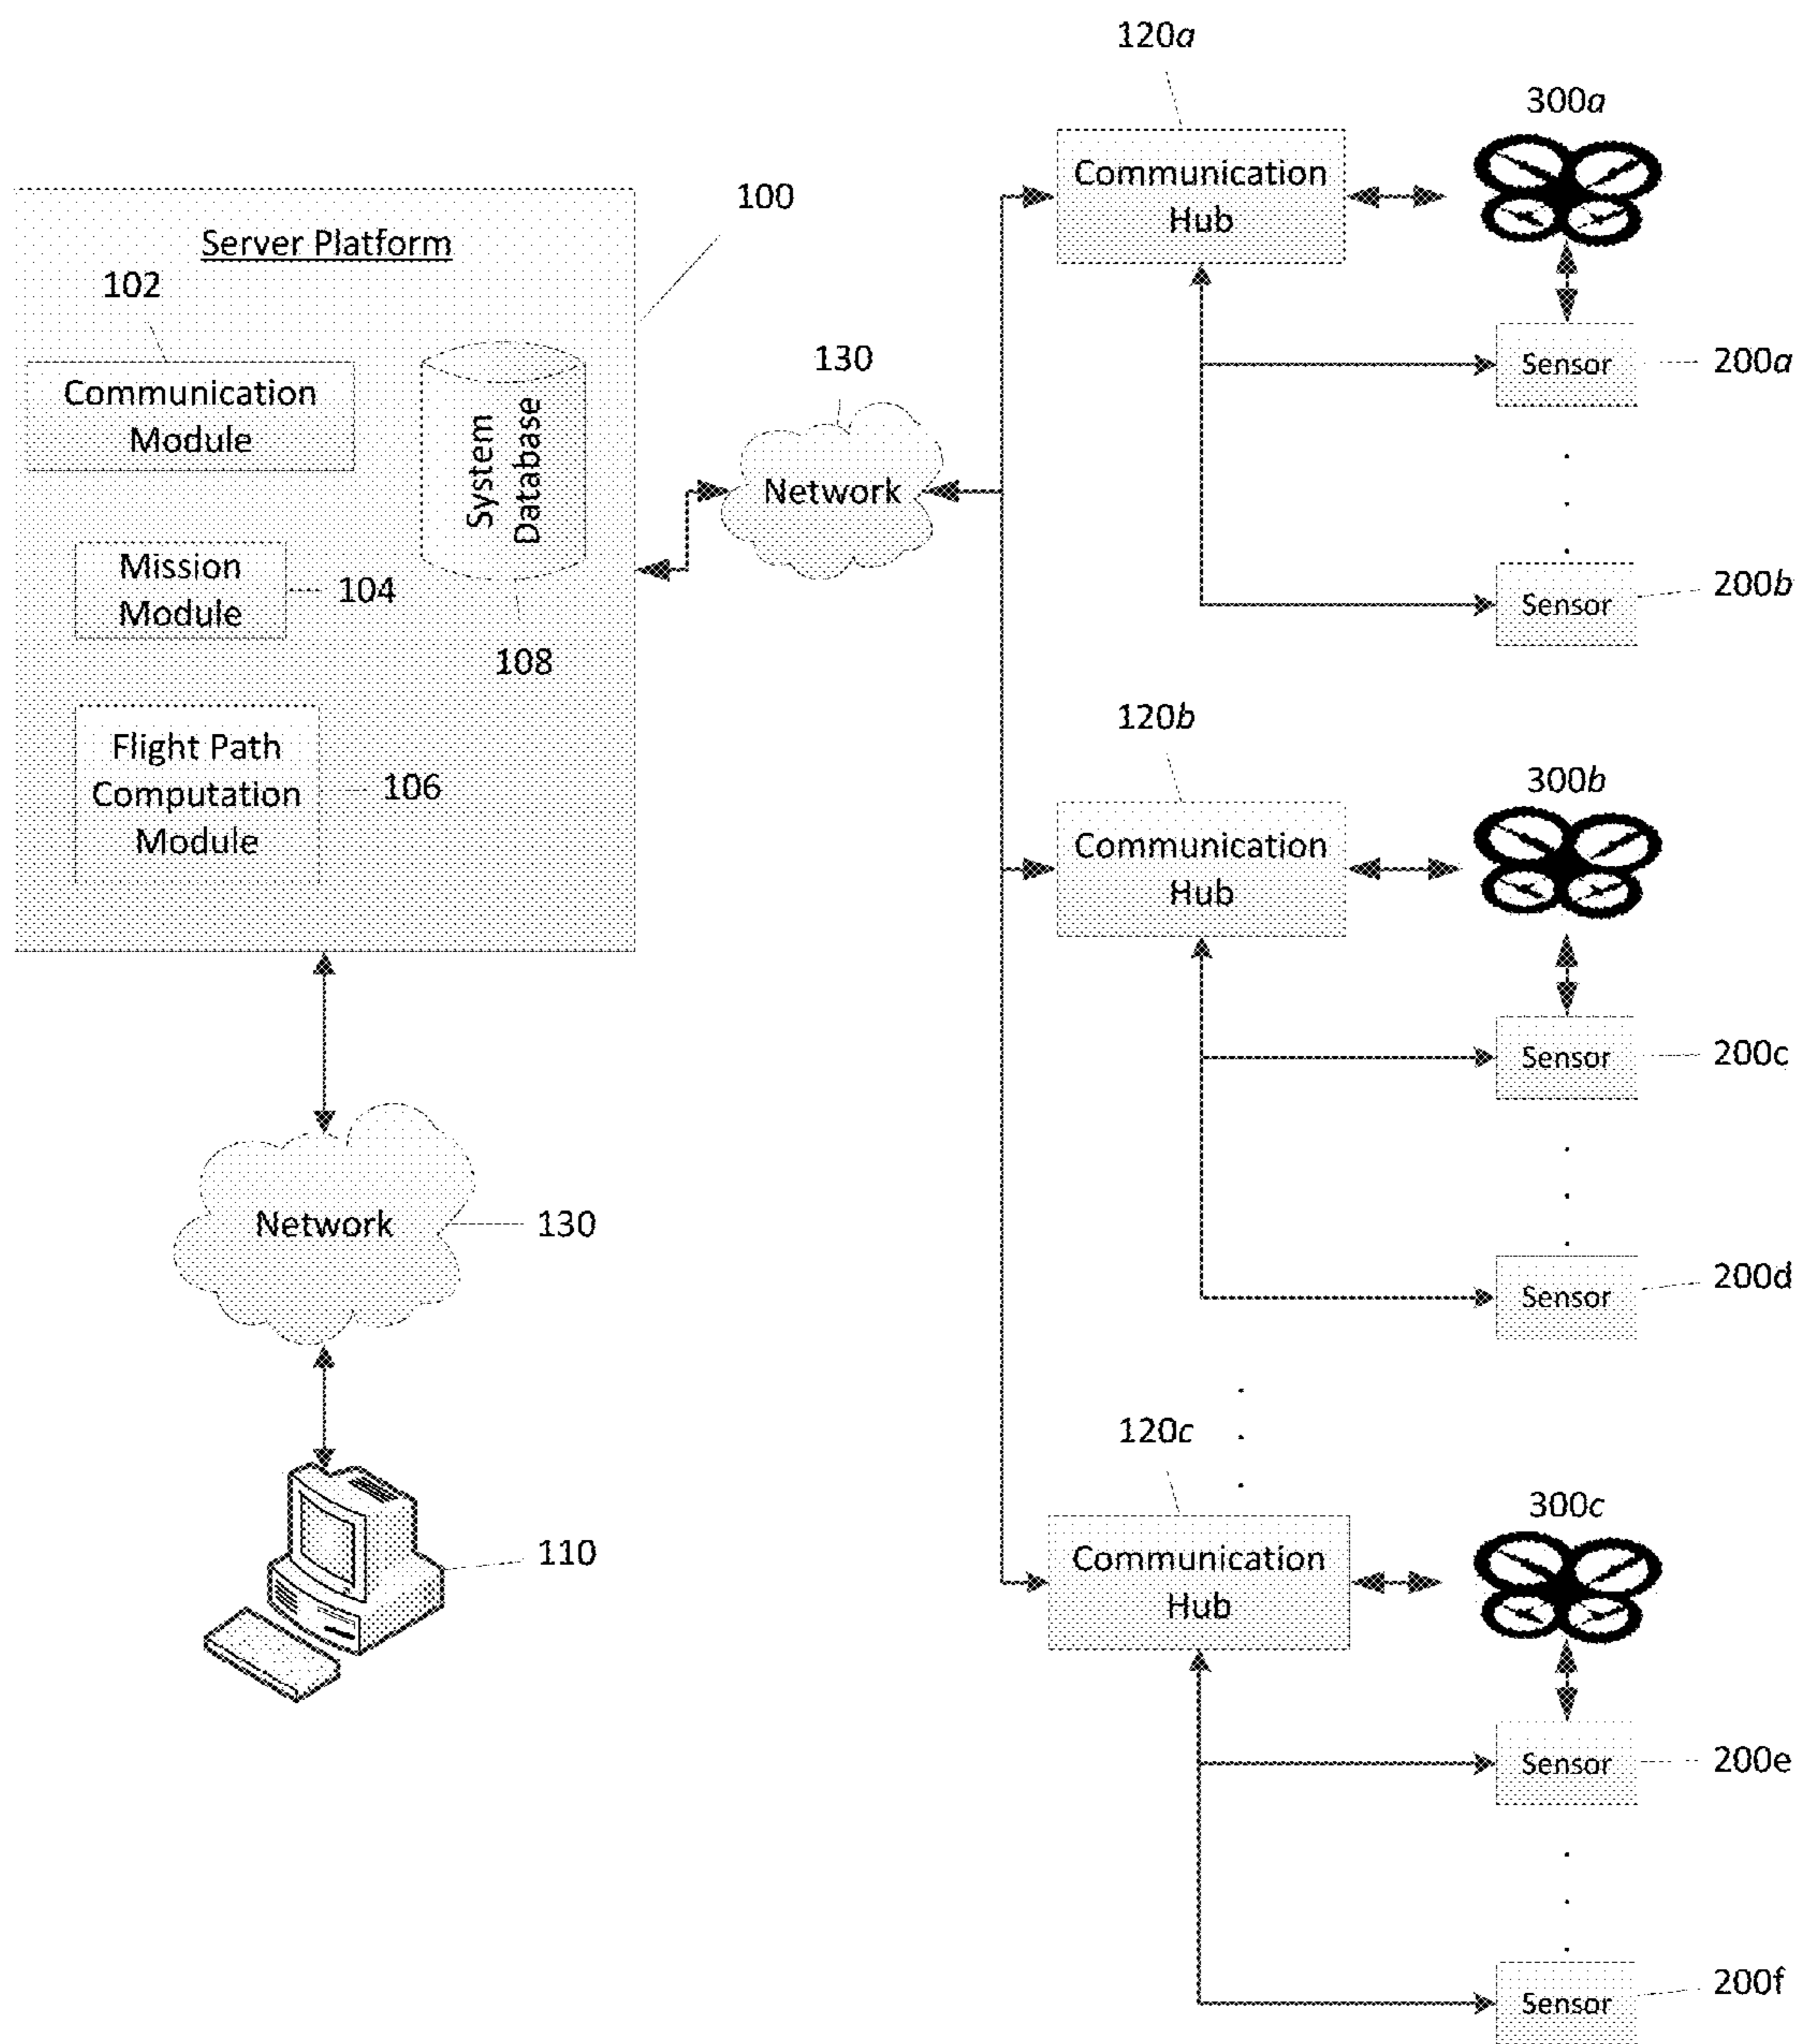 Server Platform
100
102
Communication
Module
System
Database
108
Mission
Module
104
Flight Path
Computation
Module
106
130
Network
Network
130
110
120a
Communication
Hub
300a
Sensor
200a
Sensor
200b
120b
Communication
Hub
300b
Sensor
200c
Sensor
200d
120c
Communication
Hub
300c
Sensor
200e
Sensor
200f